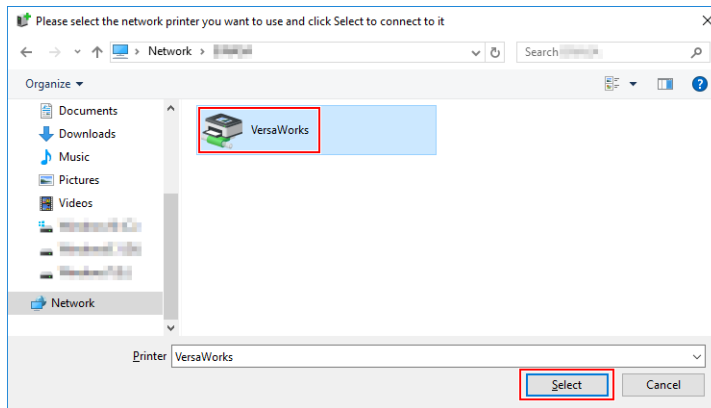 Please select the network printer you want to use and click Select to connect to it
Network
Search
Organize
Documents
Downloads
Music
Pictures
Videos
Network
VersaWorks
Printer VersaWorks
Select Cancel